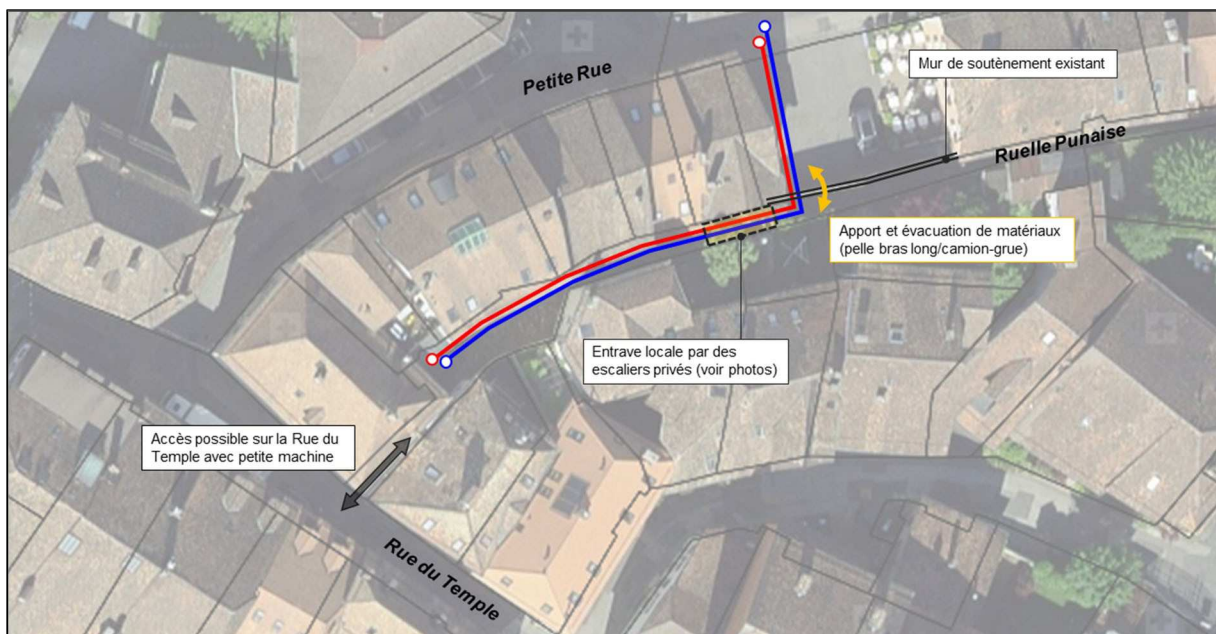 Petite Rue
Mur de soutènement existant
Ruelle Punaise
Apport et évacuation de matériaux
(pelle bras long/camion-grue)
Entrave locale par des
escaliers privés (voir photos)
Accès possible sur la Rue du
Temple avec petite machine
Rue du Temple